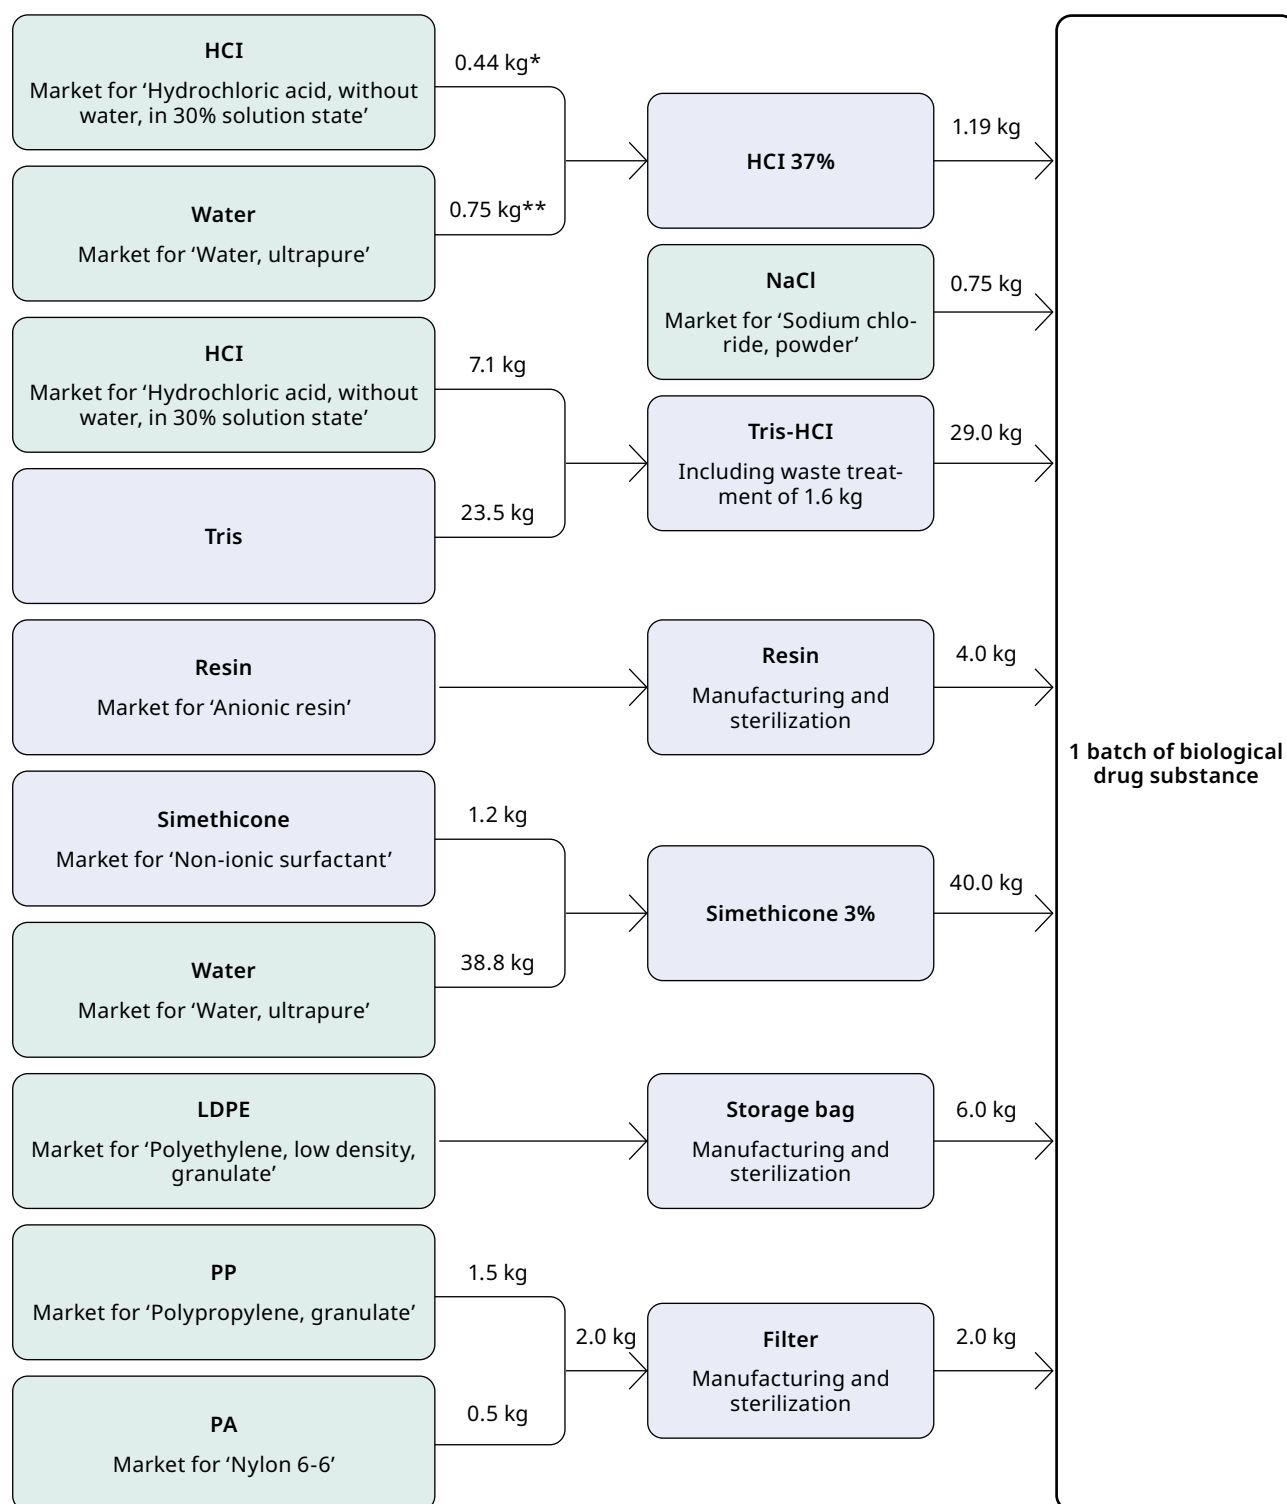 HCI
Market for ‘Hydrochloric acid, without
water, in 30% solution state’
0.44 kg*
Water
Market for ‘Water, ultrapure’
0.75 kg**
HCI 37%
1.19 kg
NaCl
Market for ‘Sodium chlo-
ride, powder’
0.75 kg
HCI
Market for ‘Hydrochloric acid, without
water, in 30% solution state’
7.1 kg
Tris
23.5 kg
Tris-HCI
Including waste treat-
ment of 1.6 kg
29.0 kg
Resin
Market for ‘Anionic resin’
Resin
Manufacturing and
sterilization
4.0 kg
Simethicone
Market for ‘Non-ionic surfactant’
1.2 kg
Water
Market for ‘Water, ultrapure’
38.8 kg
Simethicone 3%
40.0 kg
LDPE
Market for ‘Polyethylene, low density,
granulate’
Storage bag
Manufacturing and
sterilization
6.0 kg
PP
Market for ‘Polypropylene, granulate’
1.5 kg
PA
Market for ‘Nylon 6-6’
0.5 kg
2.0 kg
Filter
Manufacturing and
sterilization
2.0 kg
1 batch of biological
drug substance